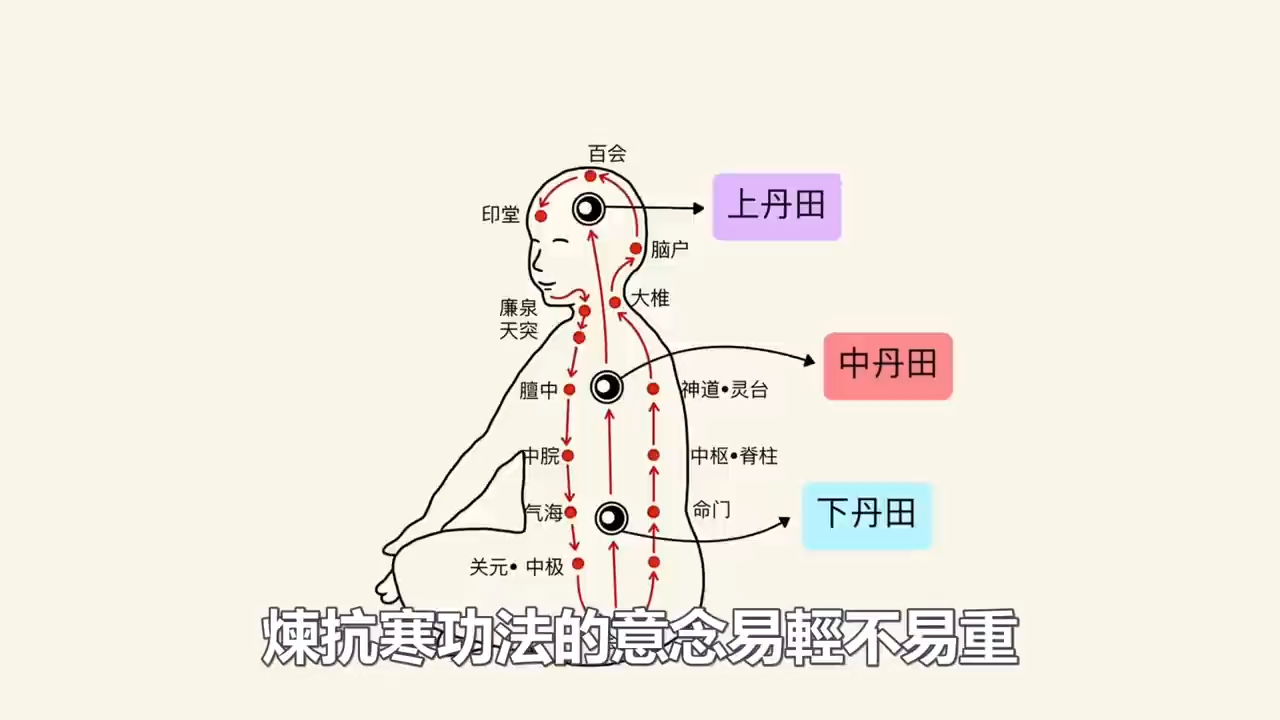 百会
上丹田
印堂
脑户
大椎
廉泉
天突
中丹田
膻中
神道•灵台
中脘
中枢•脊柱
气海
命门
下丹田
关元• 中极
煉抗寒功法的意念易輕不易重